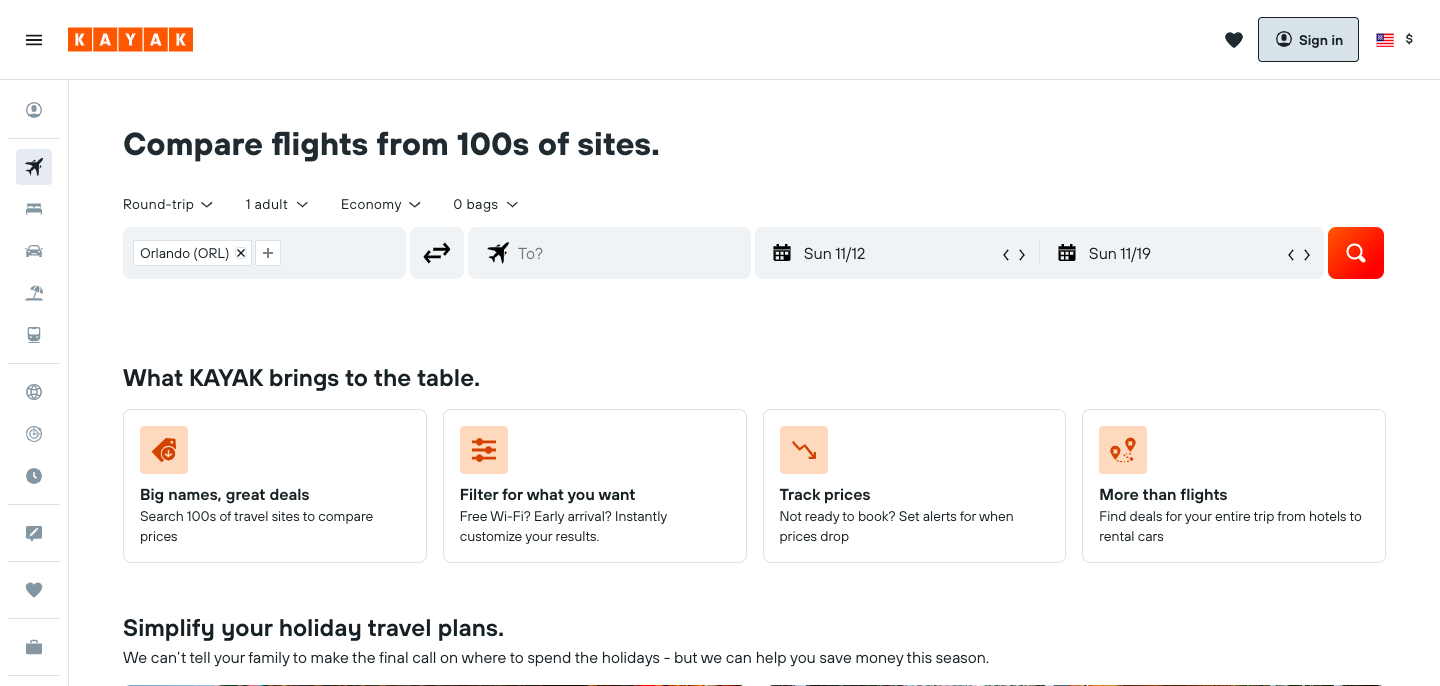 KAYAK
Sign in
$
Compare flights from 100s of sites.
Round-trip 1 adult Economy 0 bags
Orlando (ORL) To? Sun 11/12 Sun 11/19
What KAYAK brings to the table.
Big names, great deals
Search 100s of travel sites to compare
prices
Filter for what you want
Free Wi-Fi? Early arrival? Instantly
customize your results.
Track prices
Not ready to book? Set alerts for when
prices drop
More than flights
Find deals for your entire trip from hotels to
rental cars
Simplify your holiday travel plans.
We can't tell your family to make the final call on where to spend the holidays - but we can help you save money this season.